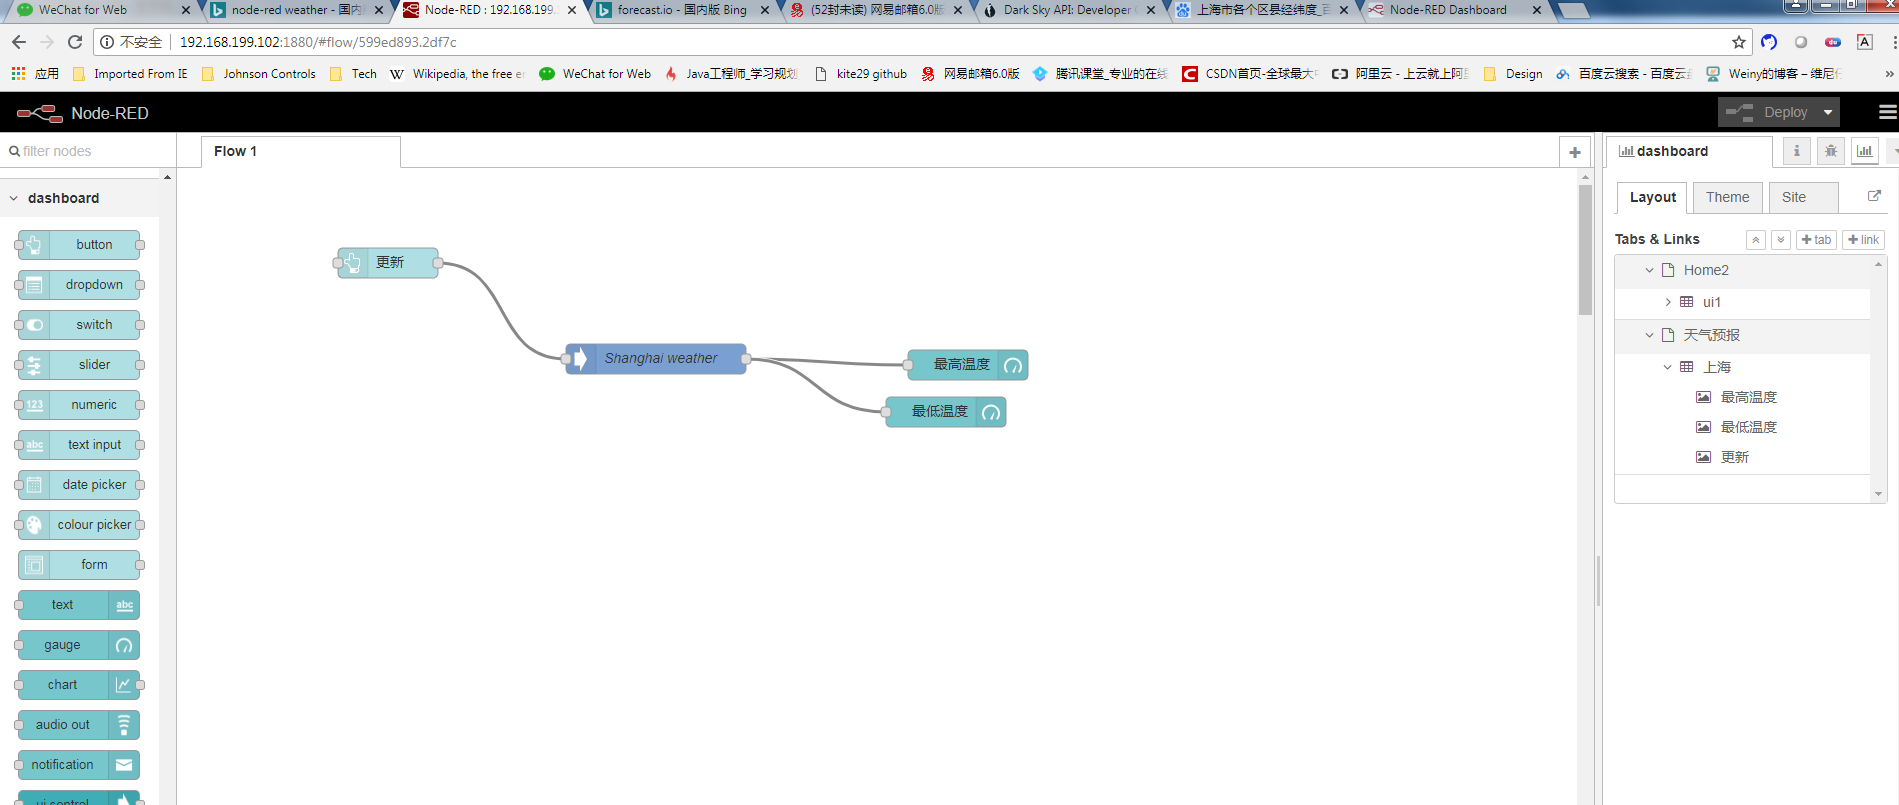 WeChat for Web
node-red weather - 国内版
Node-RED : 192.168.199.
forecast.io - 国内版 Bing
(52封未读) 网易邮箱6.0版
Dark Sky API: Developer
上海市各个区县经纬度_百
Node-RED Dashboard
不安全
192.168.199.102:1880/#flow/599ed893.2df7c
应用
Imported From IE
Johnson Controls
Tech
Wikipedia, the free e
WeChat for Web
Java工程师_学习规划
kite29 github
网易邮箱6.0版
腾讯课堂_专业的在线
CSDN首页-全球最大
阿里云 - 上云就上阿里
Design
百度云搜索 - 百度云
Weiny的博客 – 维尼
Node-RED
Deploy
filter nodes
Flow 1
dashboard
dashboard
button
dropdown
switch
slider
123
numeric
abc
text input
date picker
colour picker
form
text
abc
gauge
chart
audio out
notification
ui control
更新
Shanghai weather
最高温度
最低温度
Layout
Theme
Site
Tabs & Links
tab
link
Home2
ui1
天气预报
上海
最高温度
最低温度
更新